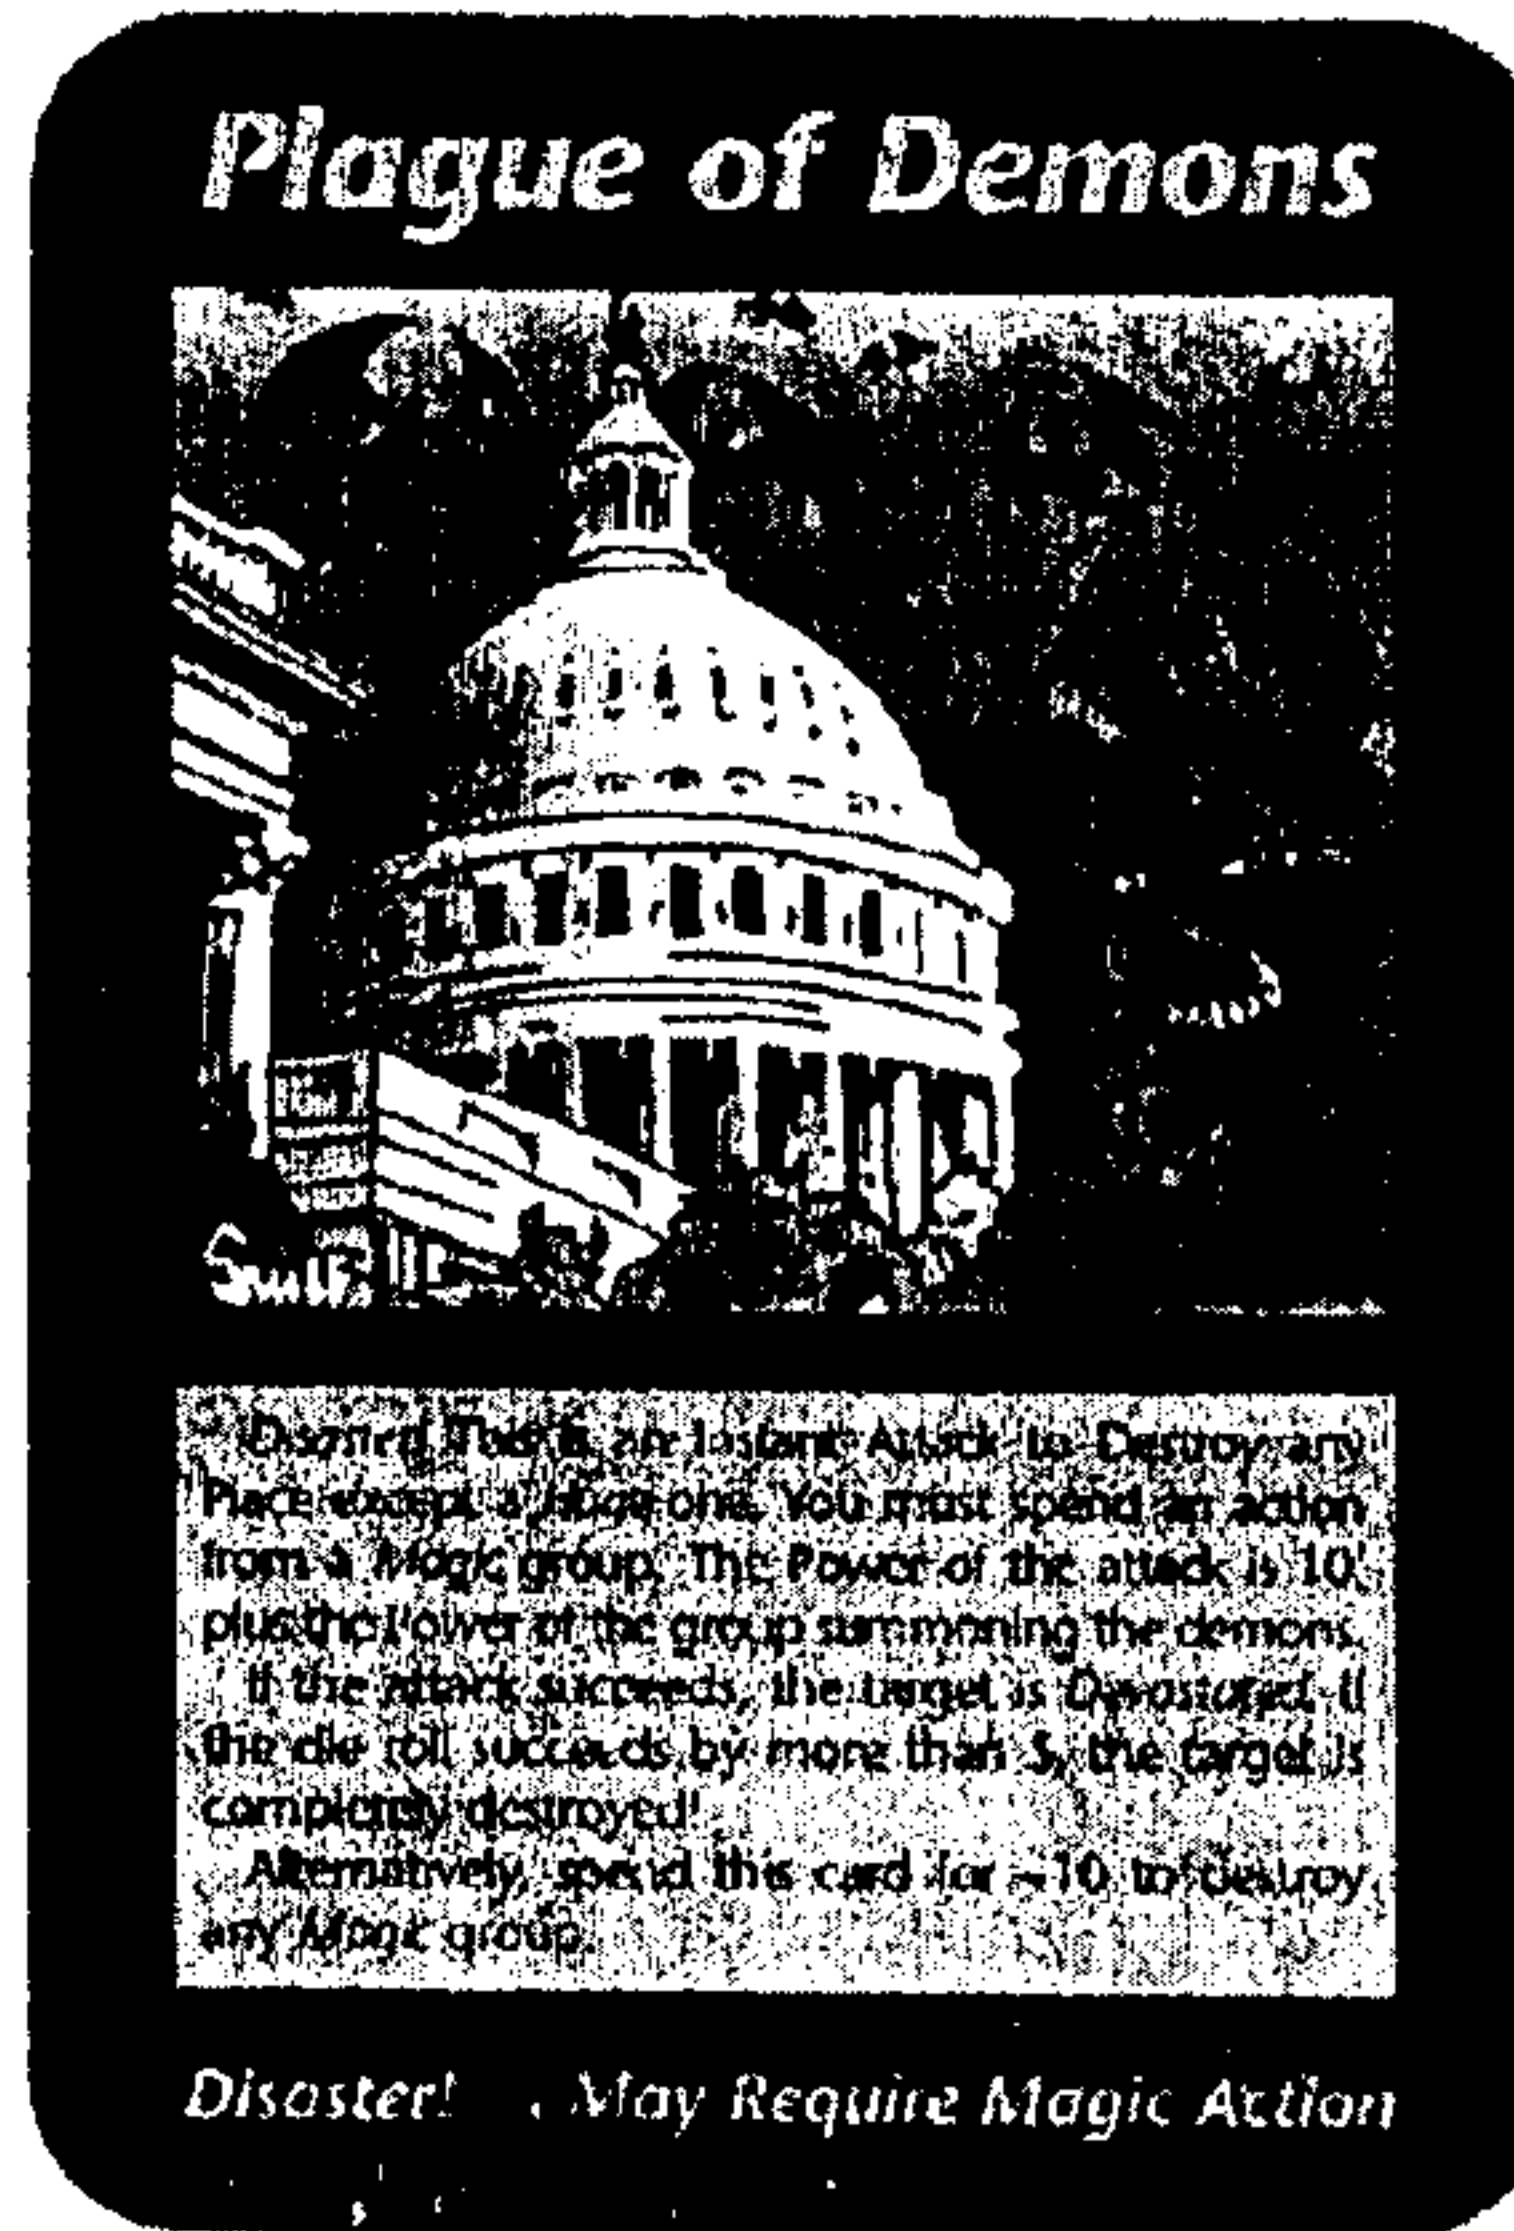 Plague of Demons
Smith
Disaster! This is an Instant Attack to Destroy any
Place except a Huge one. You must spend an action
from a Magic group. The Power of the attack is 10
plus the Power of the group summoning the demons.
If the attack succeeds, the target is Devastated. If
the die roll succeeds by more than 5, the target is
completely destroyed!
Alternatively, spend this card for -10 to destroy
any Magic group.
Disaster! May Require Magic Action